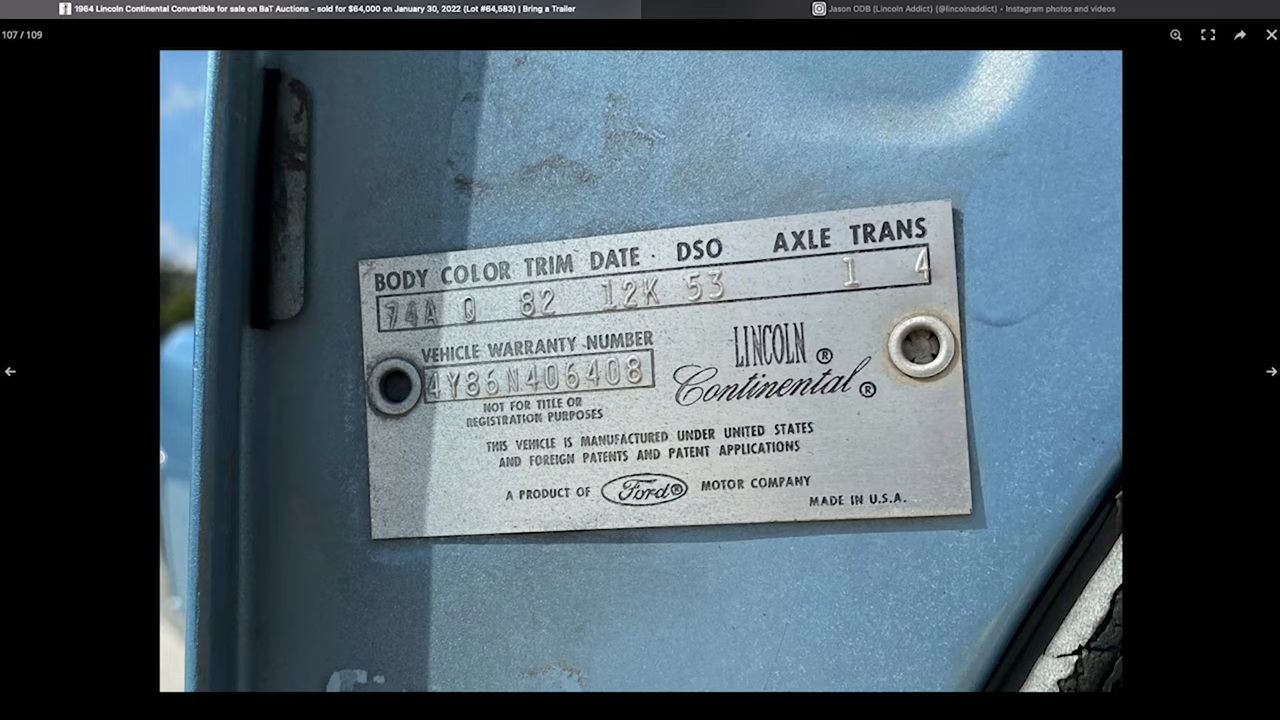 1964 Lincoln Continental Convertible for sale on BaT Auctions - sold for $64,000 on January 30, 2022 (Lot #64,583) | Bring a Trailer
Jason ODB (Lincoln Addict) (@lincolnaddict) • Instagram photos and videos
107 / 109
BODY COLOR TRIM DATE · DSO AXLE TRANS
74A 0 82 12K 53 1 4
VEHICLE WARRANTY NUMBER
4Y86N406408
NOT FOR TITLE OR
REGISTRATION PURPOSES
LINCOLN ®
Continental ®
THIS VEHICLE IS MANUFACTURED UNDER UNITED STATES
AND FOREIGN PATENTS AND PATENT APPLICATIONS
A PRODUCT OF Ford® MOTOR COMPANY
MADE IN U.S.A.